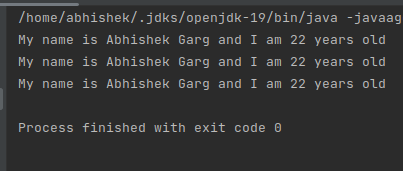 /home/abhishek/.jdks/openjdk-19/bin/java -javaag
My name is Abhishek Garg and I am 22 years old
My name is Abhishek Garg and I am 22 years old
My name is Abhishek Garg and I am 22 years old
Process finished with exit code 0